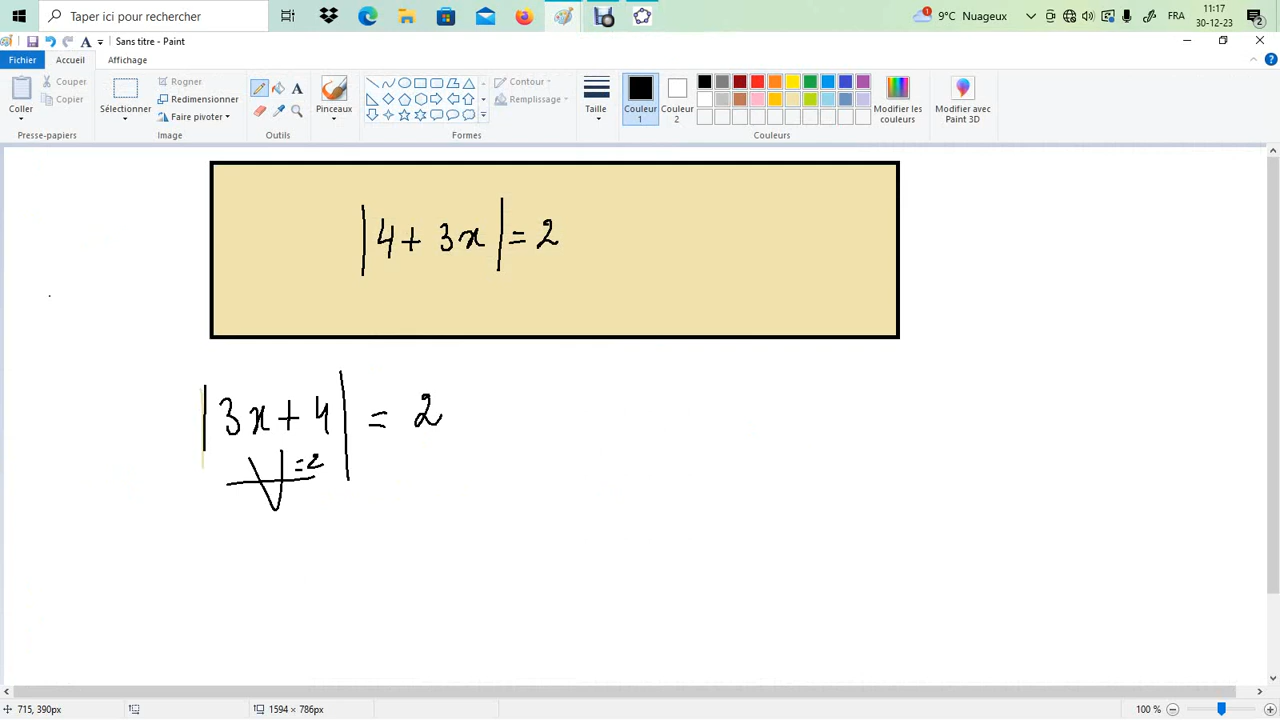 Taper ici pour rechercher
9°C Nuageux
FRA
11:17
30-12-23
2
Sans titre - Paint
Fichier
Accueil
Affichage
Coller
Couper
Copier
Presse-papiers
Sélectionner
Rogner
Redimensionner
Faire pivoter
Image
A
Outils
Pinceaux
Contour
Remplissage
Formes
Taille
Couleur 1
Couleur 2
Modifier les couleurs
Couleurs
Modifier avec Paint 3D
|4 + 3x| = 2
|3x + 4| = 2
= 2
715, 390px
1594 × 786px
100 %